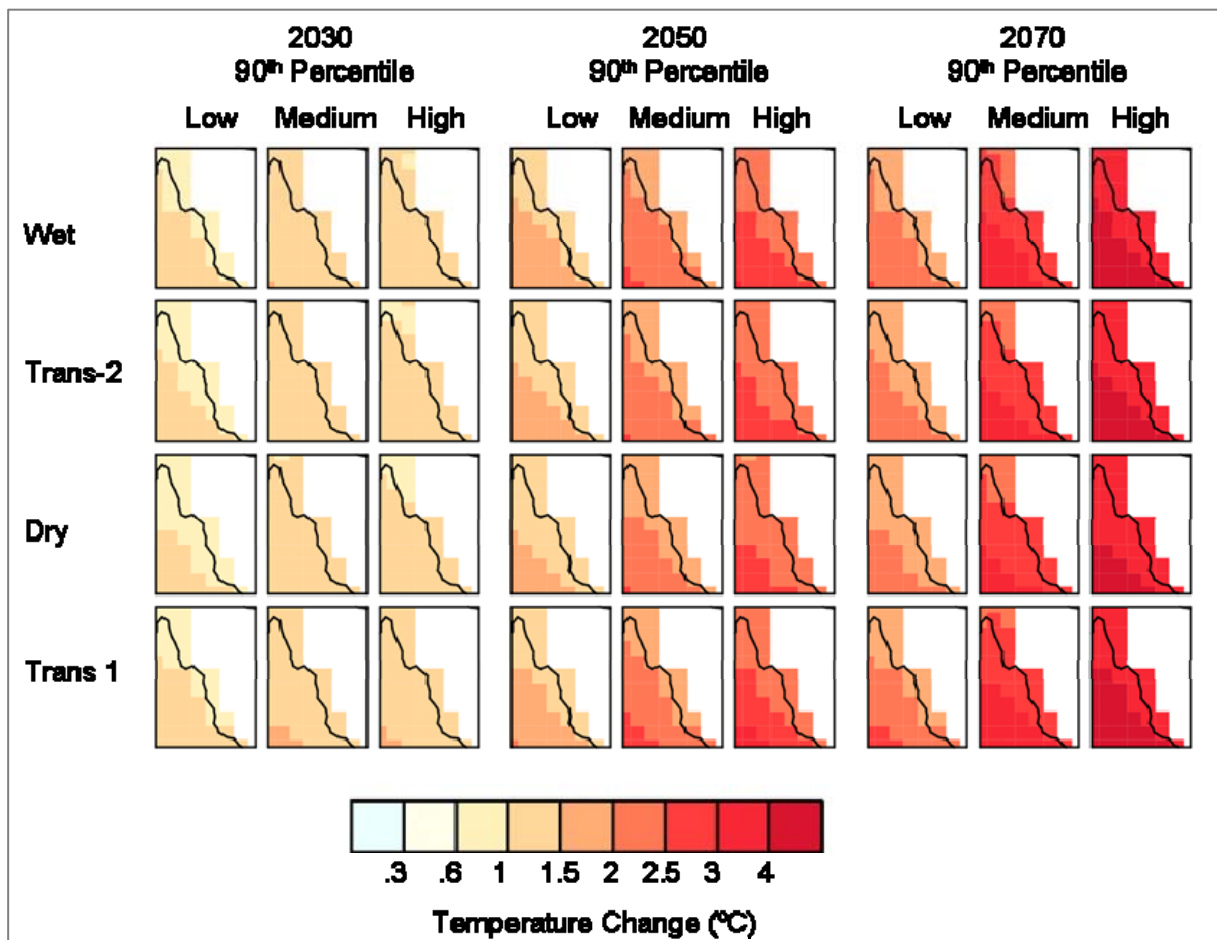 2030 2050 2070
90th Percentile 90th Percentile 90th Percentile
Low Medium High Low Medium High Low Medium High
Wet
Trans-2
Dry
Trans 1
.3 .6 1 1.5 2 2.5 3 4
Temperature Change (ºC)